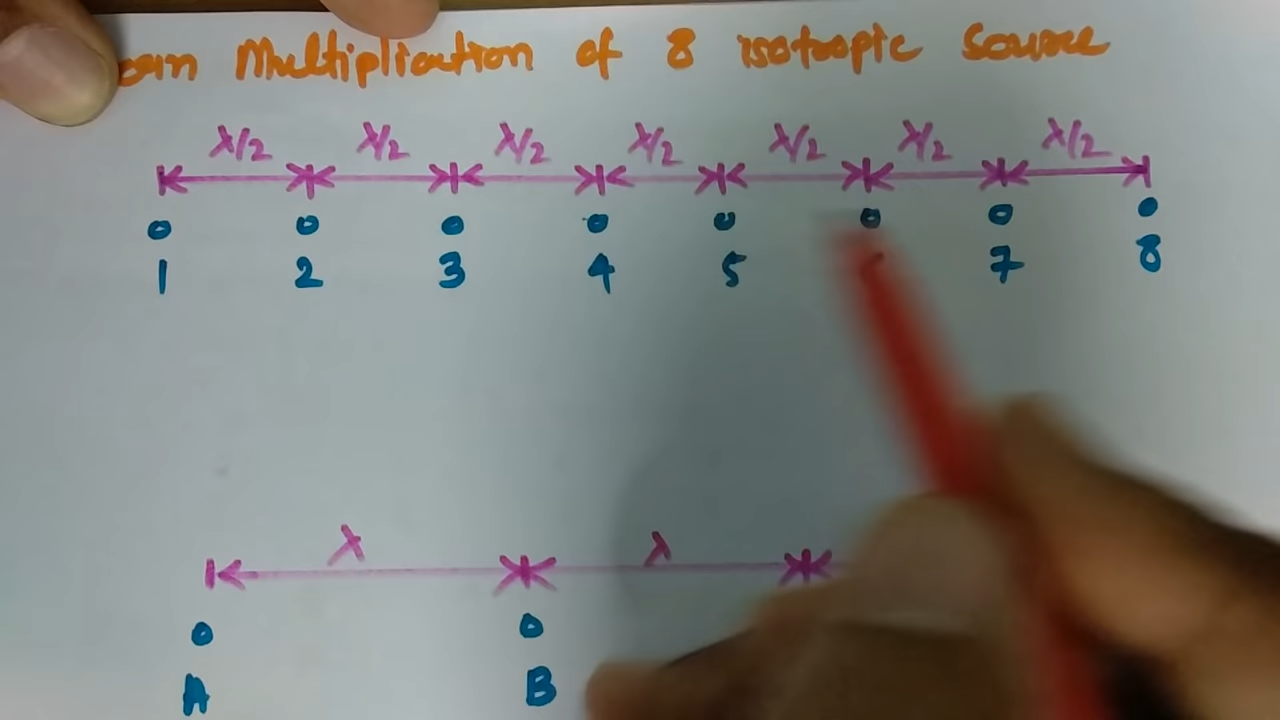 Multiplication of 8 isotropic source
λ/2 λ/2 λ/2 λ/2 λ/2 λ/2 λ/2
1 2 3 4 5 7 8
λ λ
A B